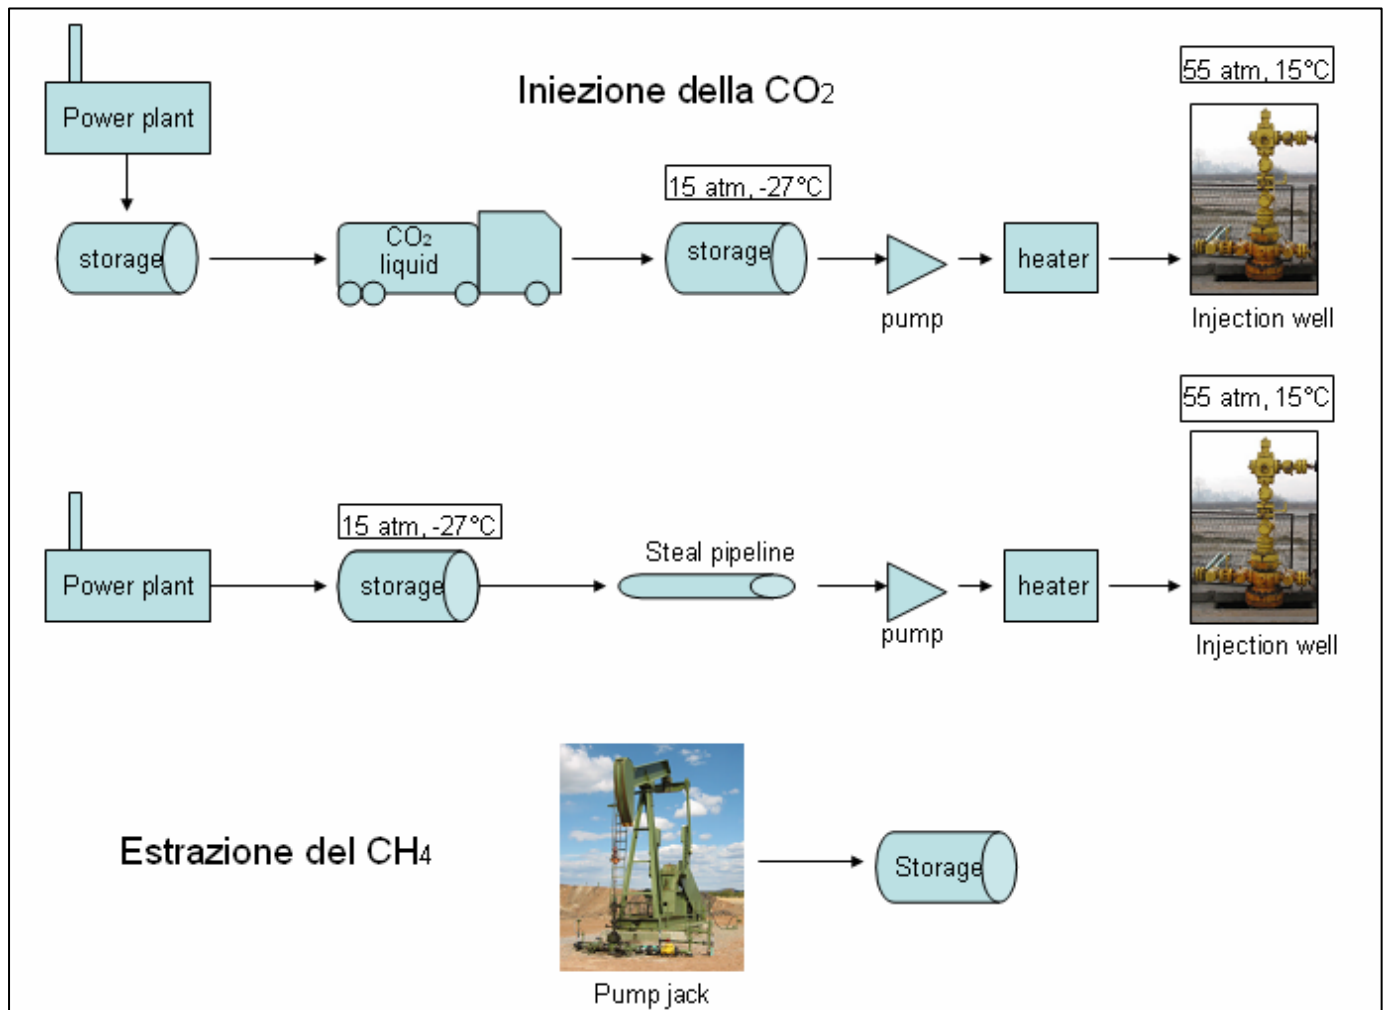 Iniezione della CO2
55 atm, 15°C
Power plant
15 atm, -27°C
storage
CO2
liquid
storage
heater
pump
Injection well
55 atm, 15°C
15 atm, -27°C
Steal pipeline
Power plant
storage
heater
pump
Injection well
Estrazione del CH4
Storage
Pump jack